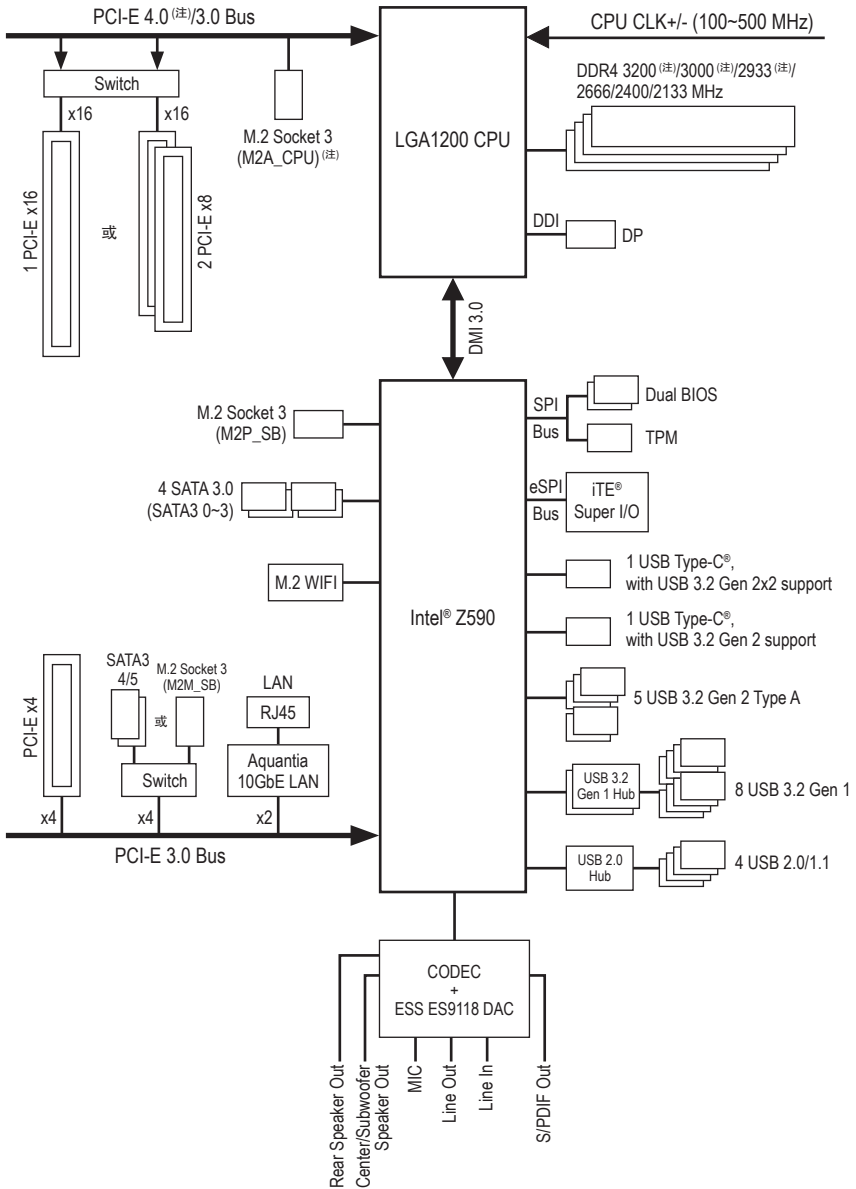 PCI-E 4.0 (注)/3.0 Bus
CPU CLK+/- (100~500 MHz)
Switch
x16
x16
M.2 Socket 3
(M2A_CPU) (注)
1 PCI-E x16
或
2 PCI-E x8
LGA1200 CPU
DDR4 3200 (注)/3000 (注)/2933 (注)/
2666/2400/2133 MHz
DDI
DP
DMI 3.0
M.2 Socket 3
(M2P_SB)
4 SATA 3.0
(SATA3 0~3)
M.2 WIFI
Intel® Z590
SPI
Bus
Dual BIOS
TPM
eSPI
Bus
iTE®
Super I/O
1 USB Type-C®,
with USB 3.2 Gen 2x2 support
1 USB Type-C®,
with USB 3.2 Gen 2 support
5 USB 3.2 Gen 2 Type A
USB 3.2
Gen 1 Hub
8 USB 3.2 Gen 1
USB 2.0
Hub
4 USB 2.0/1.1
PCI-E x4
SATA3
4/5
或
M.2 Socket 3
(M2M_SB)
Switch
LAN
RJ45
Aquantia
10GbE LAN
x4
x4
x2
PCI-E 3.0 Bus
CODEC
+
ESS ES9118 DAC
Rear Speaker Out
Center/Subwoofer
Speaker Out
MIC
Line Out
Line In
S/PDIF Out